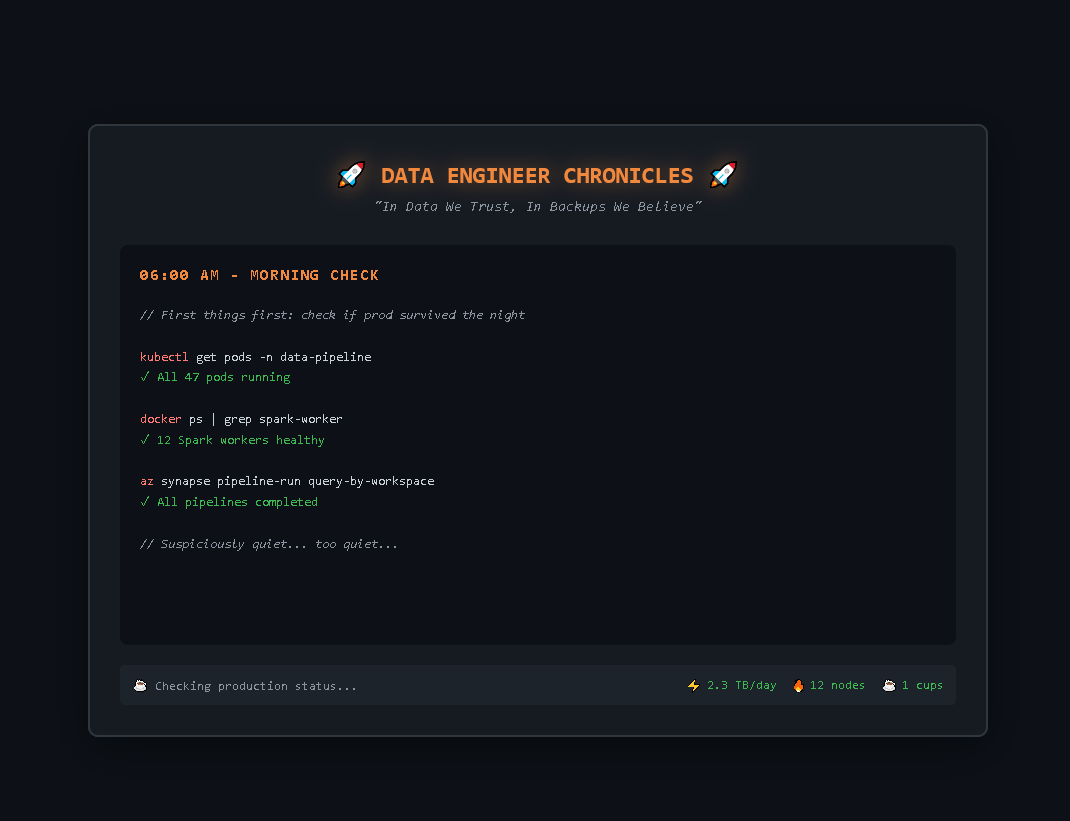 🚀 DATA ENGINEER CHRONICLES 🚀
"In Data We Trust, In Backups We Believe"
06:00 AM - MORNING CHECK
// First things first: check if prod survived the night
kubectl get pods -n data-pipeline
✓ All 47 pods running
docker ps | grep spark-worker
✓ 12 Spark workers healthy
az synapse pipeline-run query-by-workspace
✓ All pipelines completed
// Suspiciously quiet... too quiet...
☕ Checking production status... ⚡ 2.3 TB/day 🔥 12 nodes ☕ 1 cups